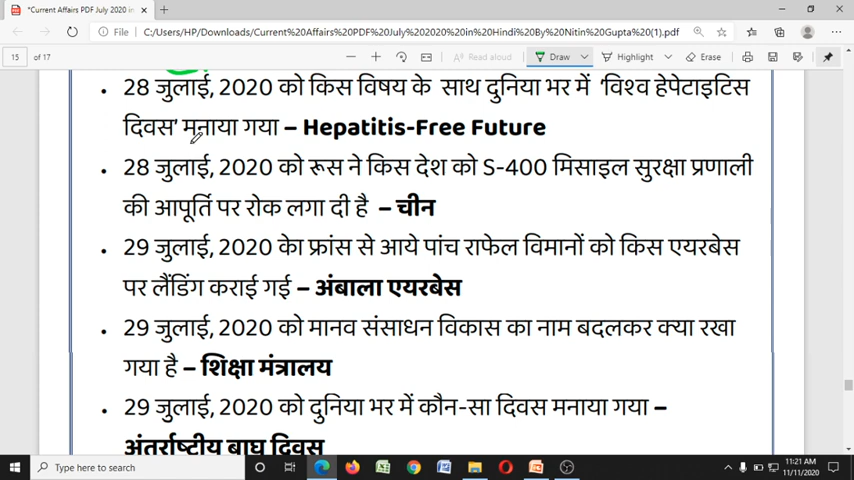 *Current Affairs PDF July 2020 in
File
C:/Users/HP/Downloads/Current%20Affairs%20PDF%20July%202020%20in%20Hindi%20By%20Nitin%20Gupta%20(1).pdf
15 of 17
Read aloud
Draw
Highlight
Erase
• 28 जुलाई, 2020 को किस विषय के साथ दुनिया भर में 'विश्व हेपेटाइटिस
दिवस' मनाया गया – Hepatitis-Free Future
• 28 जुलाई, 2020 को रूस ने किस देश को S-400 मिसाइल सुरक्षा प्रणाली
की आपूर्ति पर रोक लगा दी है – चीन
• 29 जुलाई, 2020 केा फ्रांस से आये पांच राफेल विमानों को किस एयरबेस
पर लैंडिंग कराई गई – अंबाला एयरबेस
• 29 जुलाई, 2020 को मानव संसाधन विकास का नाम बदलकर क्या रखा
गया है – शिक्षा मंत्रालय
• 29 जुलाई, 2020 को दुनिया भर में कौन-सा दिवस मनाया गया –
अंतर्राष्टीय बाघ दिवस
Type here to search
11:21 AM
11/11/2020